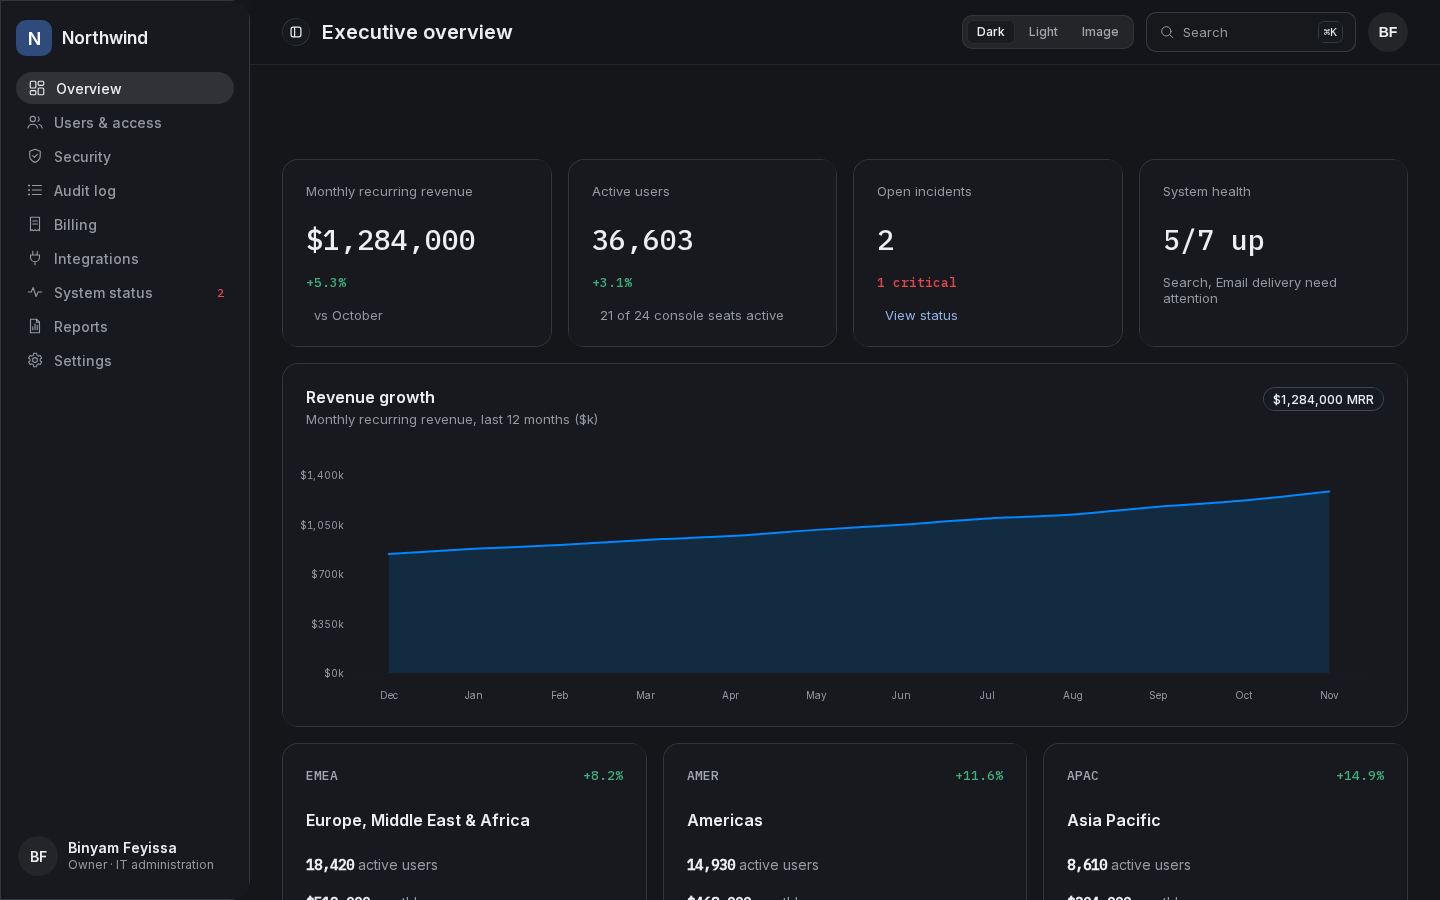 N Northwind
Overview
Users & access
Security
Audit log
Billing
Integrations
System status 2
Reports
Settings
BF
Binyam Feyissa
Owner · IT administration
Executive overview
Dark Light Image
Search ⌘K
BF
Monthly recurring revenue
$1,284,000
+5.3%
vs October
Active users
36,603
+3.1%
21 of 24 console seats active
Open incidents
2
1 critical
View status
System health
5/7 up
Search, Email delivery need
attention
Revenue growth
Monthly recurring revenue, last 12 months ($k)
$1,284,000 MRR
$1,400k
$1,050k
$700k
$350k
$0k
Dec Jan Feb Mar Apr May Jun Jul Aug Sep Oct Nov
EMEA +8.2%
Europe, Middle East & Africa
18,420 active users
AMER +11.6%
Americas
14,930 active users
APAC +14.9%
Asia Pacific
8,610 active users